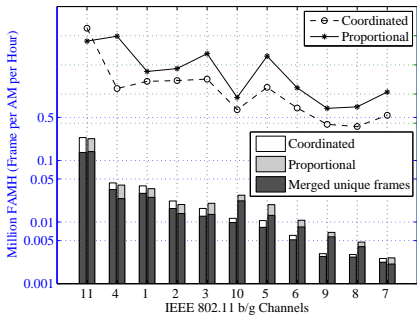 Coordinated
Proportional
0.5
Coordinated
Proportional
Merged unique frames
0.1
0.05
0.01
0.005
0.001
Million FAMH (Frame per AM per Hour)
11 4 1 2 3 10 5 6 9 8 7
IEEE 802.11 b/g Channels